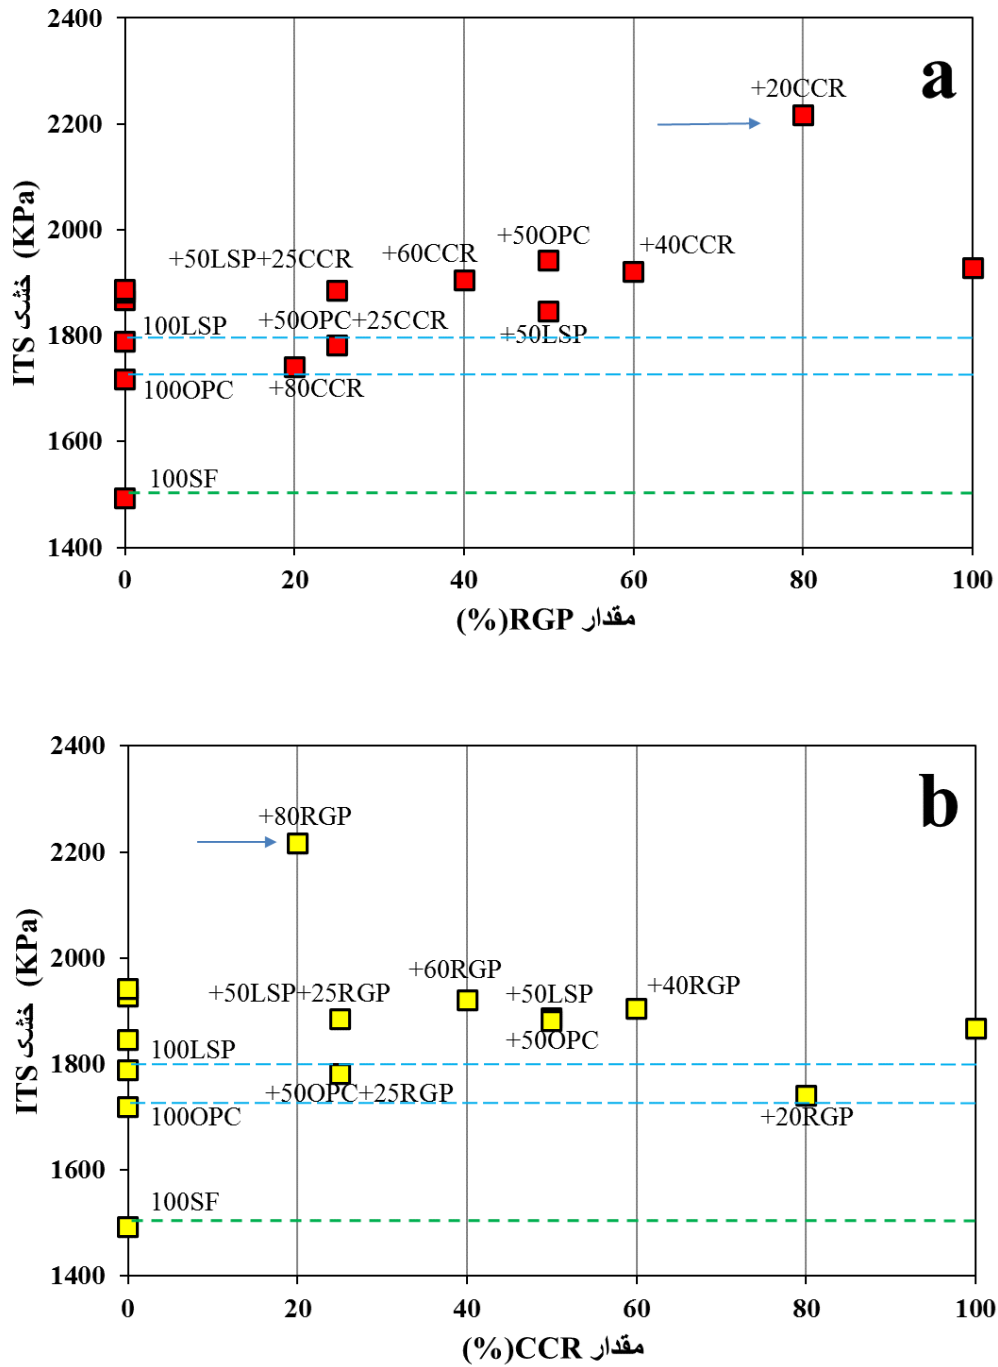 a
2400
2200
2000
1800
1600
1400
ITS خشک (KPa)
+20CCR
+50OPC
+40CCR
+60CCR
+50LSP+25CCR
+50OPC+25CCR
100LSP
+50LSP
100OPC
+80CCR
100SF
0 20 40 60 80 100
مقدار RGP(%)
b
2400
2200
2000
1800
1600
1400
ITS خشک (KPa)
+80RGP
+60RGP
+50LSP+25RGP
+50LSP
+40RGP
+50OPC
100LSP
+50OPC+25RGP
100OPC
+20RGP
100SF
0 20 40 60 80 100
مقدار CCR(%)